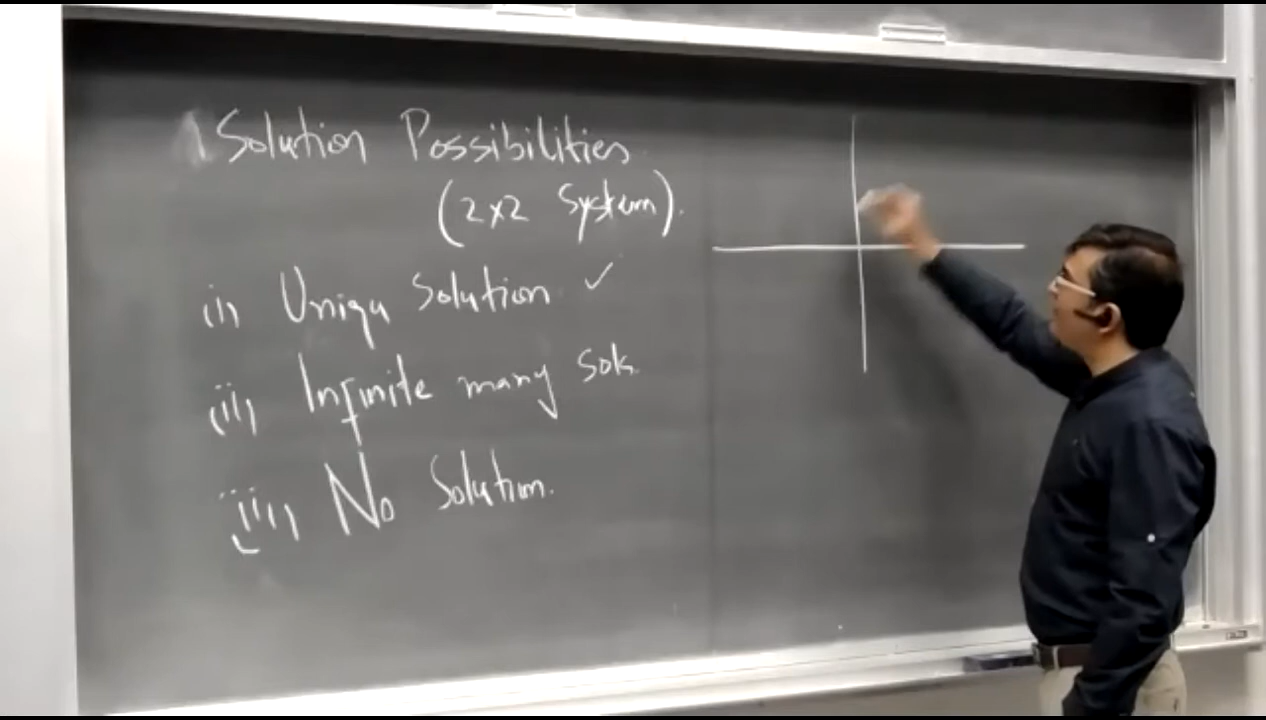 Solution Possibilities
(2x2 System).
i) Uniqu Solution ✓
ii) Infinite many sols.
iii) No Solution.